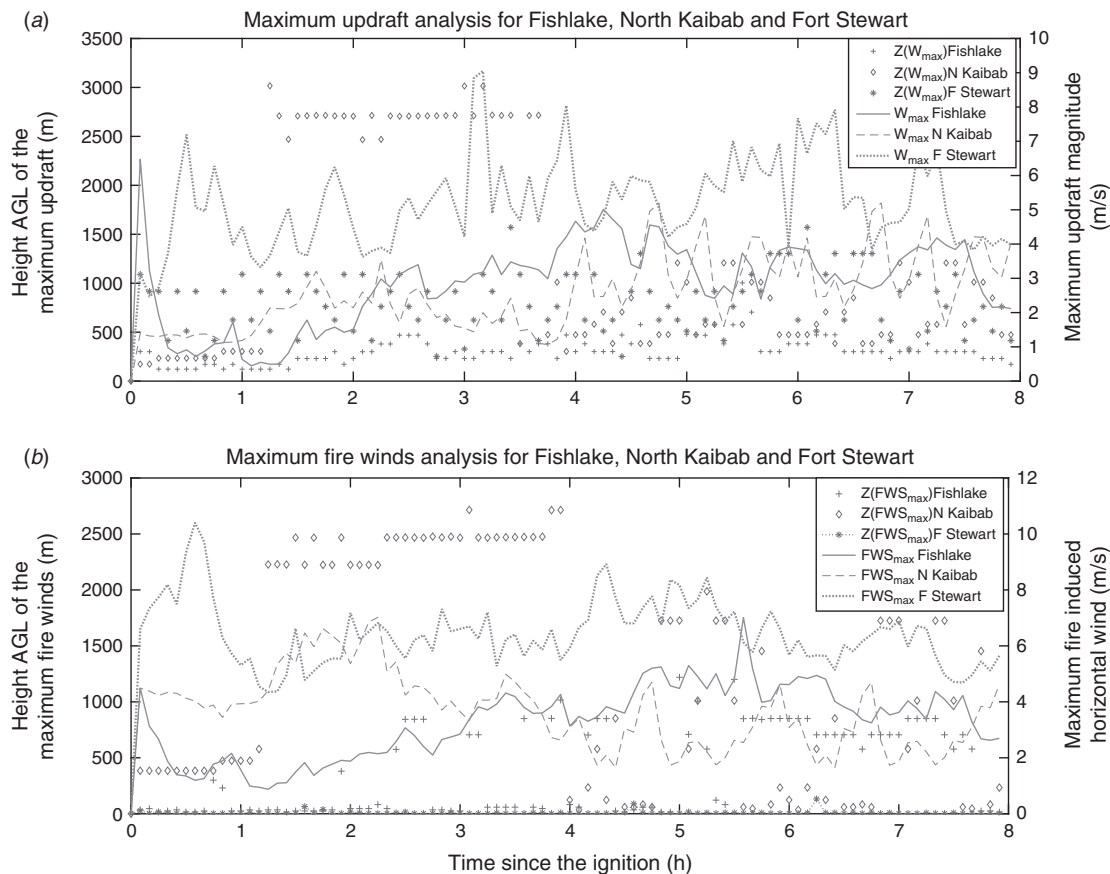 (a)
Maximum updraft analysis for Fishlake, North Kaibab and Fort Stewart
3500
3000
2500
2000
1500
1000
500
0
Height AGL of the
maximum updraft (m)
10
9
8
7
6
5
4
3
2
1
0
Maximum updraft magnitude
(m/s)
Z(Wmax)Fishlake
Z(Wmax)N Kaibab
Z(Wmax)F Stewart
Wmax Fishlake
Wmax N Kaibab
Wmax F Stewart
0 1 2 3 4 5 6 7 8
(b)
Maximum fire winds analysis for Fishlake, North Kaibab and Fort Stewart
3000
2500
2000
1500
1000
500
0
Height AGL of the
maximum fire winds (m)
12
10
8
6
4
2
0
Maximum fire induced
horizontal wind (m/s)
Z(FWSmax)Fishlake
Z(FWSmax)N Kaibab
Z(FWSmax)F Stewart
FWSmax Fishlake
FWSmax N Kaibab
FWSmax F Stewart
0 1 2 3 4 5 6 7 8
Time since the ignition (h)